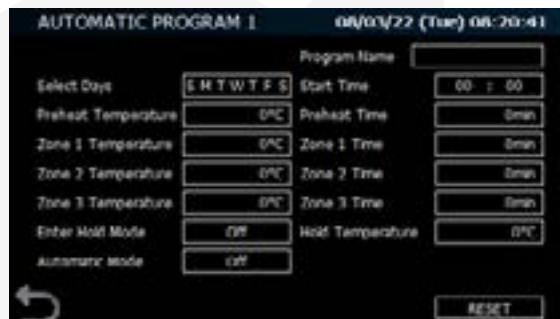 AUTOMATIC PROGRAM 1 08/03/22 (Tue) 08:20:41
Program Name
Select Days S M T W T F S Start Time 00 : 00
Preheat Temperature 0°C Preheat Time 0min
Zone 1 Temperature 0°C Zone 1 Time 0min
Zone 2 Temperature 0°C Zone 2 Time 0min
Zone 3 Temperature 0°C Zone 3 Time 0min
Enter Hold Mode Off Hold Temperature 0°C
Automatic Mode Off
RESET